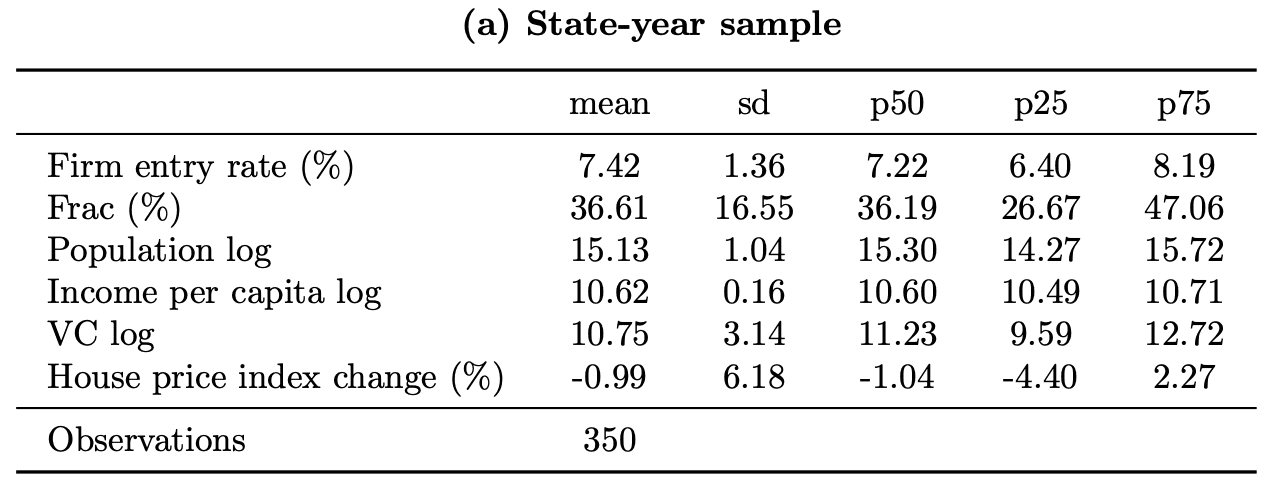 (a) State-year sample
mean sd p50 p25 p75
Firm entry rate (%) 7.42 1.36 7.22 6.40 8.19
Frac (%) 36.61 16.55 36.19 26.67 47.06
Population log 15.13 1.04 15.30 14.27 15.72
Income per capita log 10.62 0.16 10.60 10.49 10.71
VC log 10.75 3.14 11.23 9.59 12.72
House price index change (%) -0.99 6.18 -1.04 -4.40 2.27
Observations 350